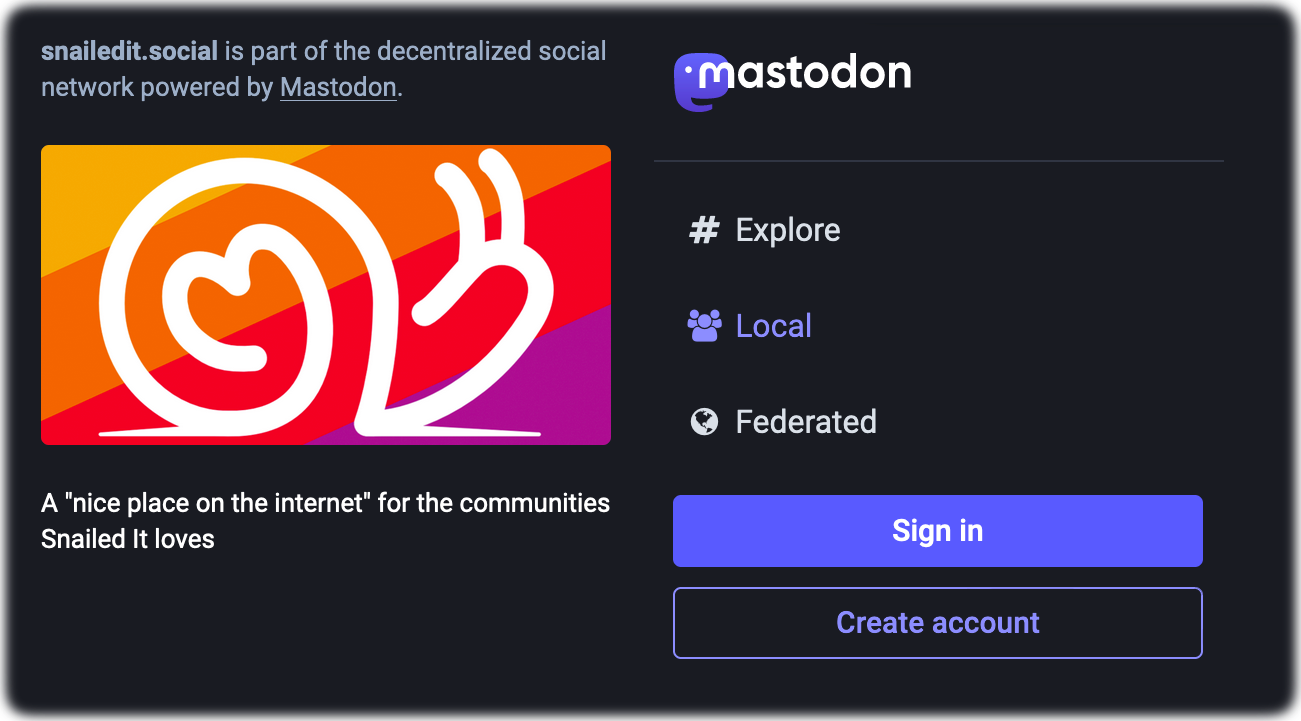 snailedit.social is part of the decentralized social
network powered by Mastodon.
A "nice place on the internet" for the communities
Snailed It loves
mastodon
# Explore
Local
Federated
Sign in
Create account